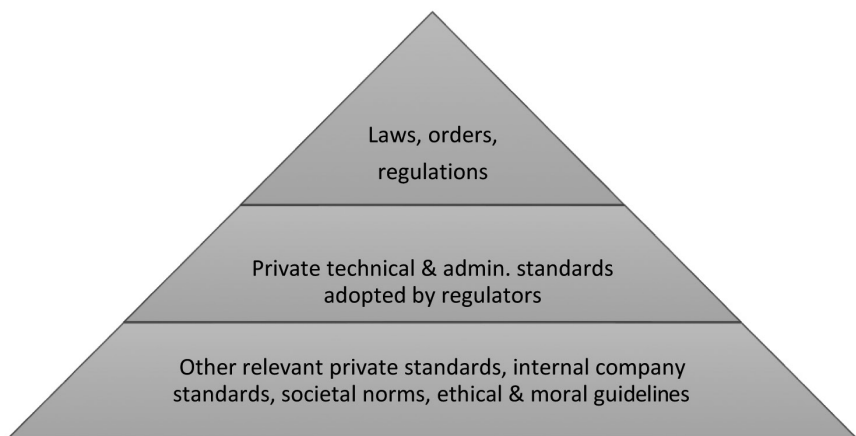 Laws, orders,
regulations
Private technical & admin. standards
adopted by regulators
Other relevant private standards, internal company
standards, societal norms, ethical & moral guidelines